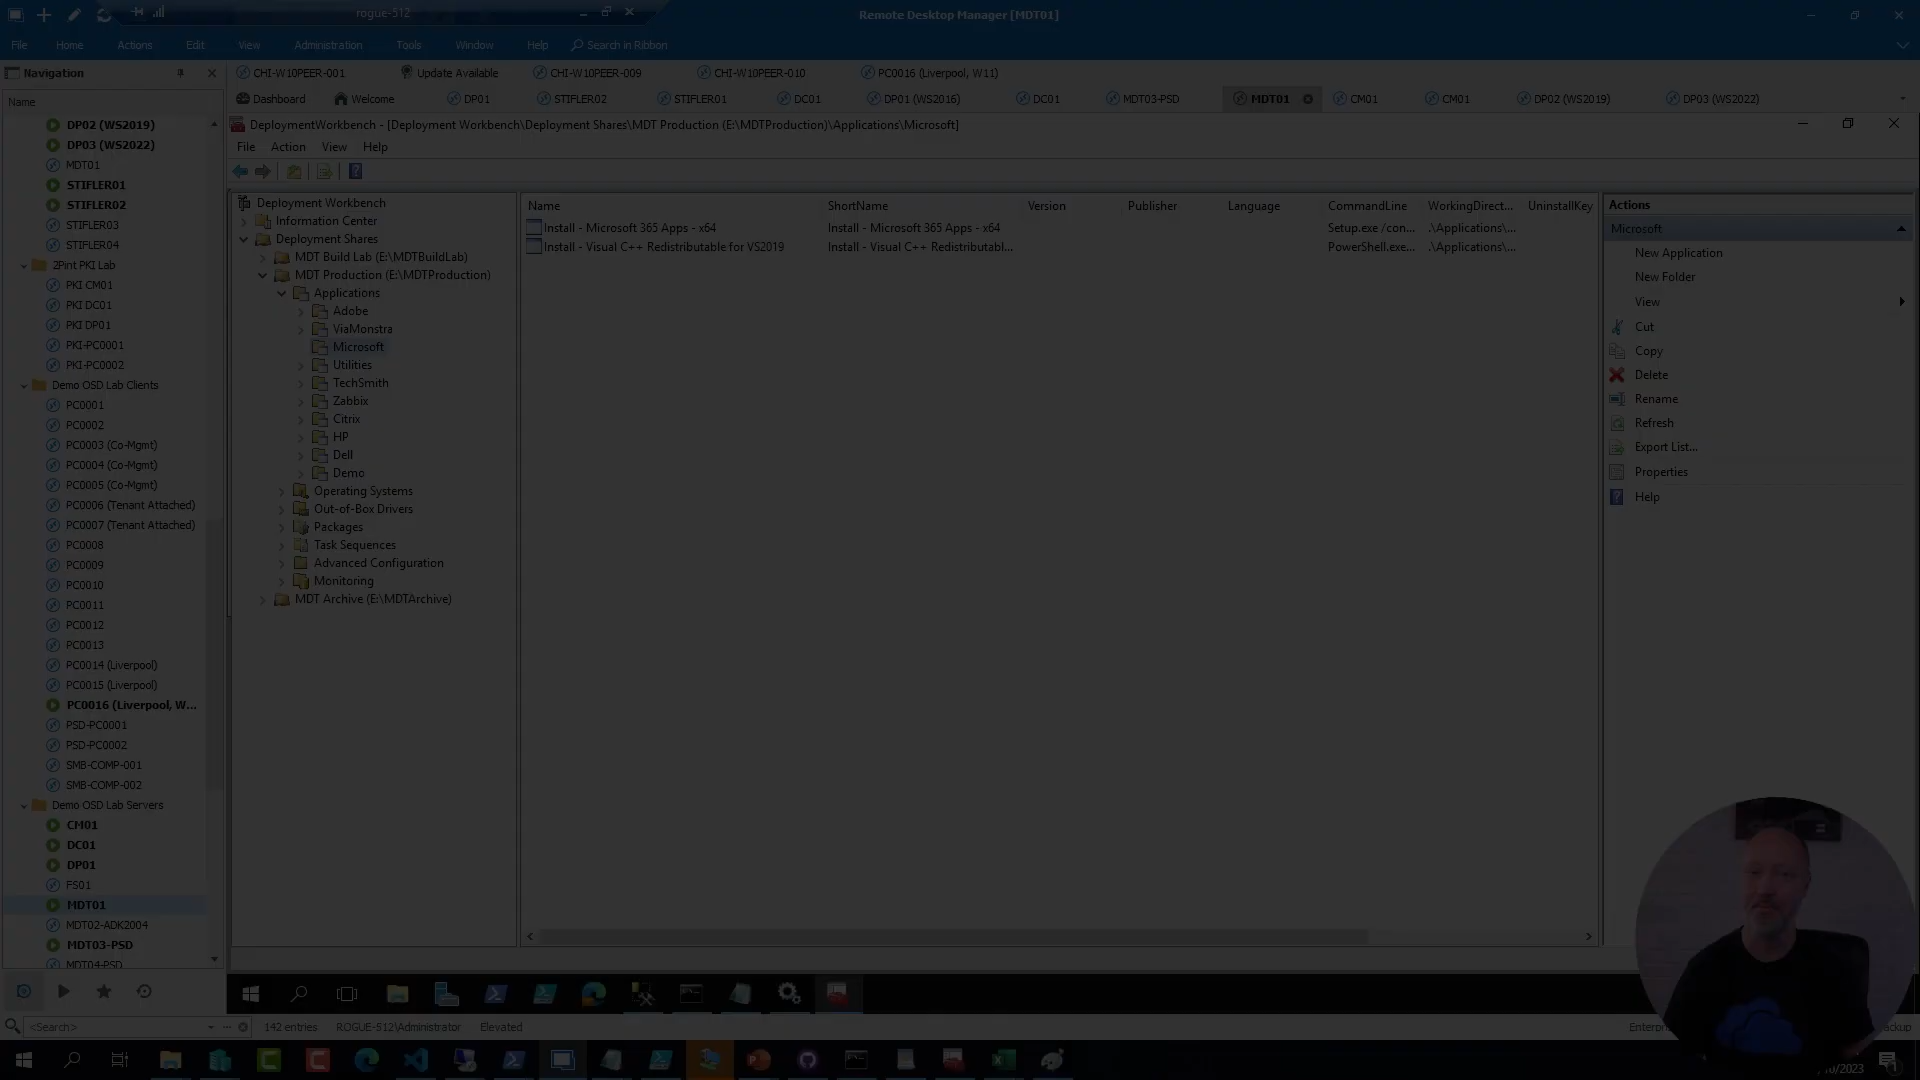 rogue-512
Remote Desktop Manager [MDT01]
File Home Actions Edit View Administration Tools Window Help Search in Ribbon
Navigation
CHI-W10PEER-001 Update Available CHI-W10PEER-009 CHI-W10PEER-010 PC0016 (Liverpool, W11)
Dashboard Welcome DP01 STIFLER02 STIFLER01 DC01 DP01 (WS2016) DC01 MDT03-PSD MDT01 CM01 CM01 DP02 (WS2019) DP03 (WS2022)
Name
DP02 (WS2019)
DP03 (WS2022)
MDT01
STIFLER01
STIFLER02
STIFLER03
STIFLER04
2Pint PKI Lab
PKI CM01
PKI DC01
PKI DP01
PKI-PC0001
PKI-PC0002
Demo OSD Lab Clients
PC0001
PC0002
PC0003 (Co-Mgmt)
PC0004 (Co-Mgmt)
PC0005 (Co-Mgmt)
PC0006 (Tenant Attached)
PC0007 (Tenant Attached)
PC0008
PC0009
PC0010
PC0011
PC0012
PC0013
PC0014 (Liverpool)
PC0015 (Liverpool)
PC0016 (Liverpool, W...
PSD-PC0001
PSD-PC0002
SMB-COMP-001
SMB-COMP-002
Demo OSD Lab Servers
CM01
DC01
DP01
FS01
MDT01
MDT02-ADK2004
MDT03-PSD
MDT04-PSD
DeploymentWorkbench - [Deployment Workbench\Deployment Shares\MDT Production (E:\MDTProduction)\Applications\Microsoft]
File Action View Help
Deployment Workbench
Information Center
Deployment Shares
MDT Build Lab (E:\MDTBuildLab)
MDT Production (E:\MDTProduction)
Applications
Adobe
ViaMonstra
Microsoft
Utilities
TechSmith
Zabbix
Citrix
HP
Dell
Demo
Operating Systems
Out-of-Box Drivers
Packages
Task Sequences
Advanced Configuration
Monitoring
MDT Archive (E:\MDTArchive)
Name ShortName Version Publisher Language CommandLine WorkingDirect... UninstallKey
Install - Microsoft 365 Apps - x64 Install - Microsoft 365 Apps - x64 Setup.exe /con... .\Applications\...
Install - Visual C++ Redistributable for VS2019 Install - Visual C++ Redistributabl... PowerShell.exe... .\Applications\...
Actions
Microsoft
New Application
New Folder
View
Cut
Copy
Delete
Rename
Refresh
Export List...
Properties
Help
<Search> 142 entries ROGUE-512\Administrator Elevated